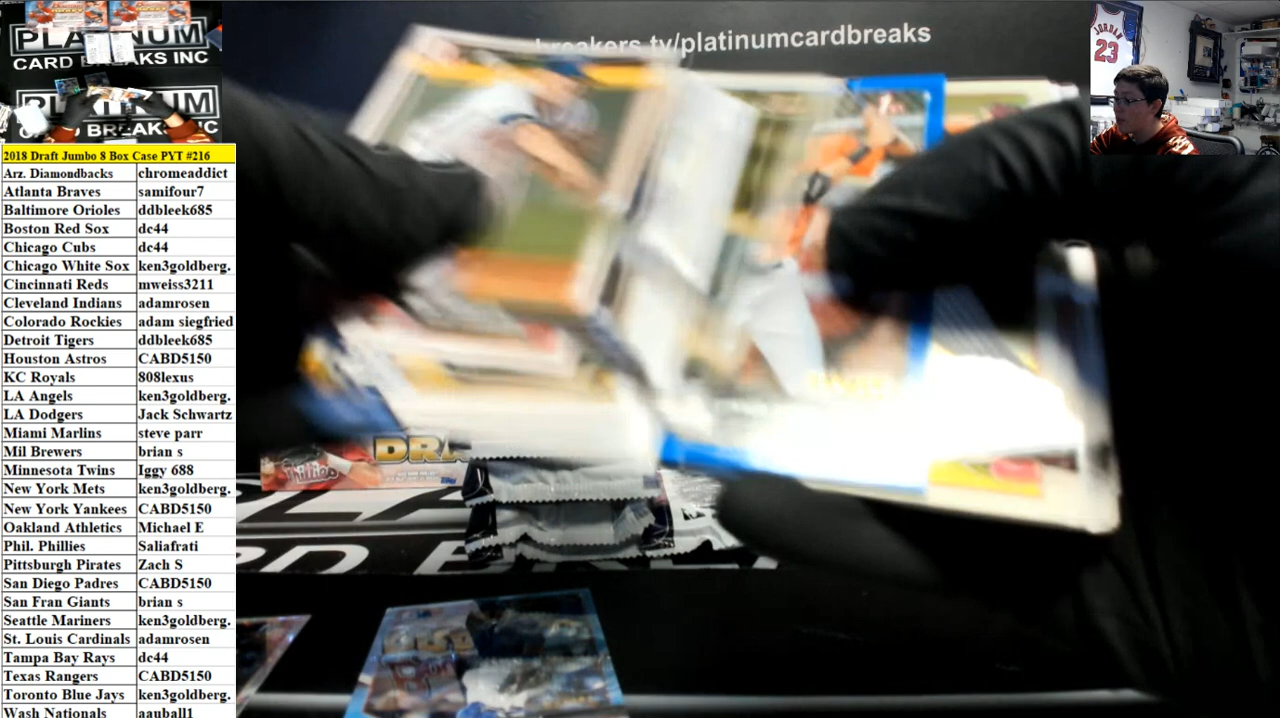 PLATINUM
CARD BREAKS INC
PLATINUM
CARD BREAKS INC
breakers.tv/platinumcardbreaks
JORDAN
23
2018 Draft Jumbo 8 Box Case PYT #216
Arz. Diamondbacks chromeaddict
Atlanta Braves samifour7
Baltimore Orioles ddbleek685
Boston Red Sox dc44
Chicago Cubs dc44
Chicago White Sox ken3goldberg.
Cincinnati Reds mweiss3211
Cleveland Indians adamrosen
Colorado Rockies adam siegfried
Detroit Tigers ddbleek685
Houston Astros CABD5150
KC Royals 808lexus
LA Angels ken3goldberg.
LA Dodgers Jack Schwartz
Miami Marlins steve parr
Mil Brewers brian s
Minnesota Twins Iggy 688
New York Mets ken3goldberg.
New York Yankees CABD5150
Oakland Athletics Michael E
Phil. Phillies Saliafrati
Pittsburgh Pirates Zach S
San Diego Padres CABD5150
San Fran Giants brian s
Seattle Mariners ken3goldberg.
St. Louis Cardinals adamrosen
Tampa Bay Rays dc44
Texas Rangers CABD5150
Toronto Blue Jays ken3goldberg.
Wash Nationals aauball1
Phillies
DRA